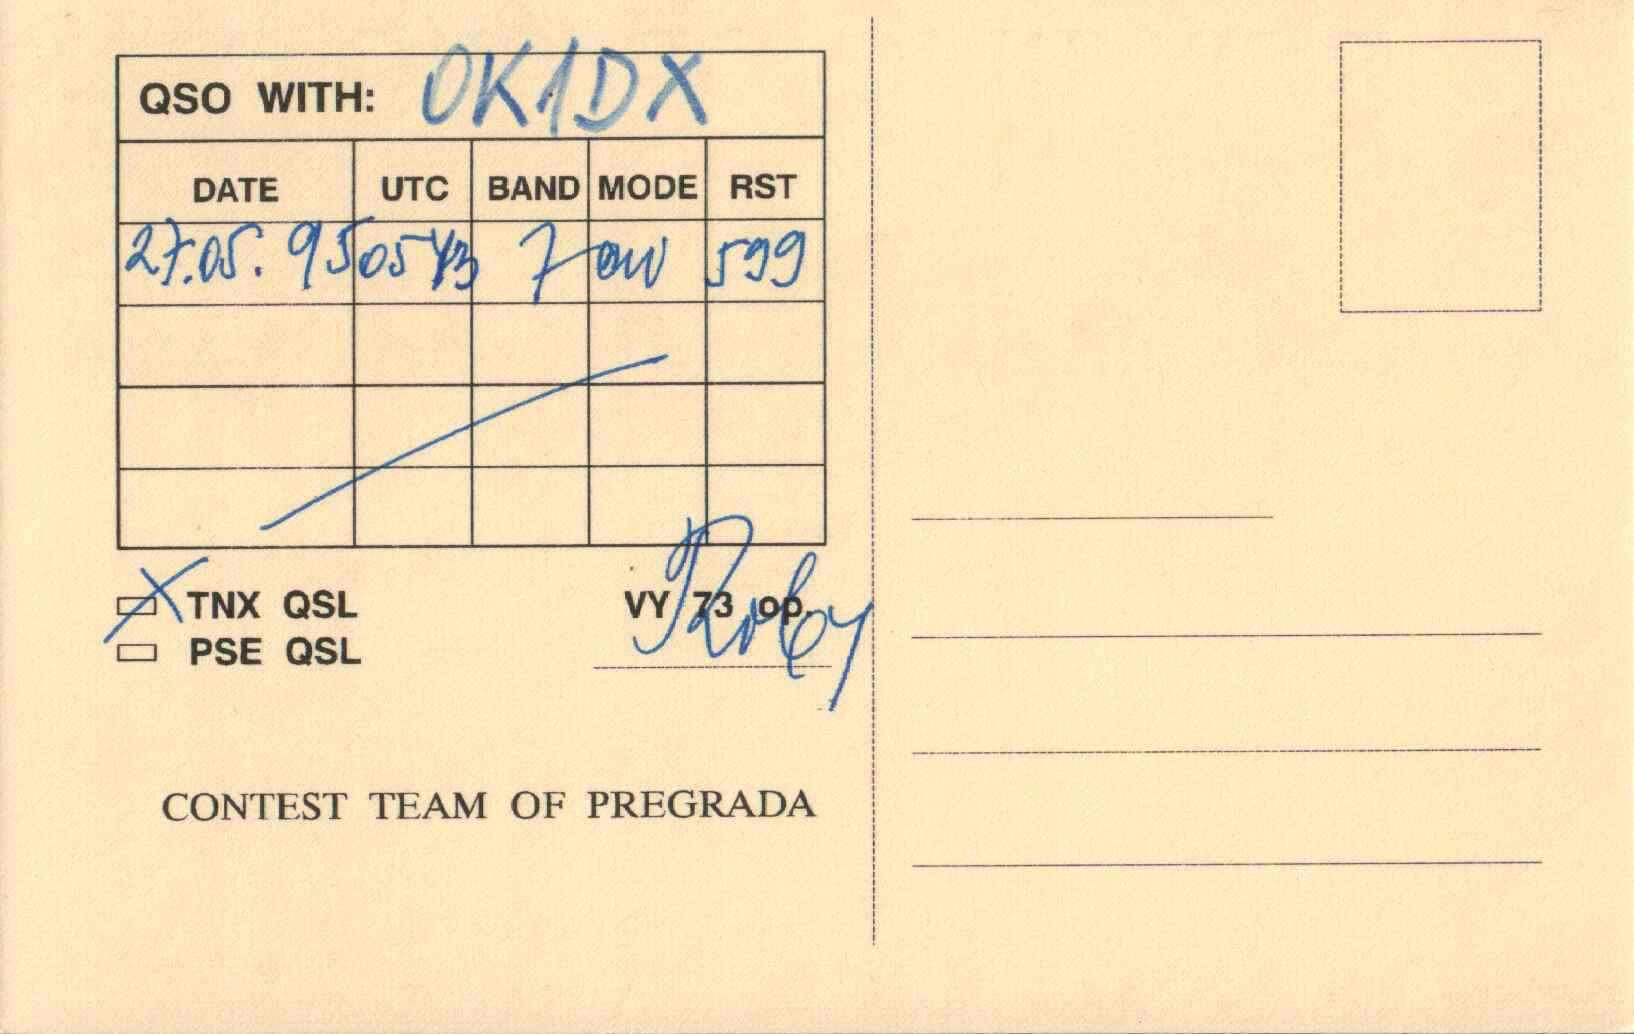 QSO WITH: OK1DX
DATE UTC BAND MODE RST
27.05.95 0543 7 CW 599
TNX QSL
VY 73 op. Roby
PSE QSL
CONTEST TEAM OF PREGRADA